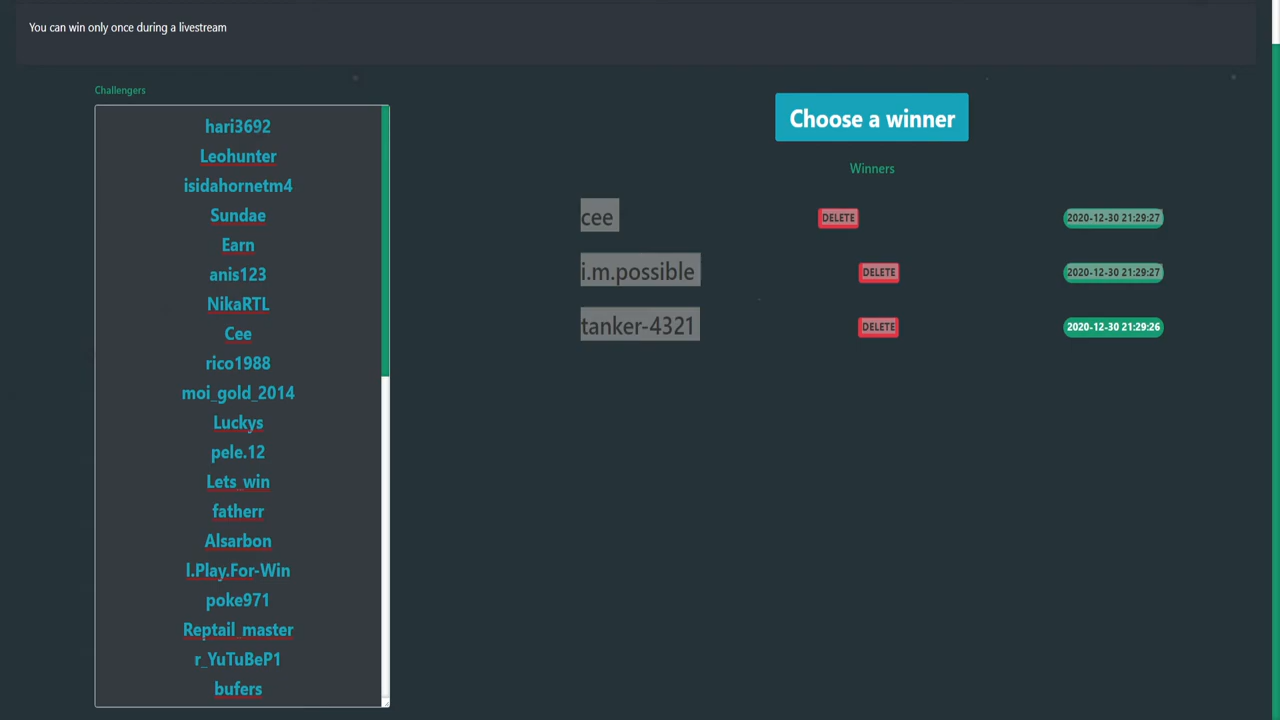 You can win only once during a livestream
Challengers
hari3692
Leohunter
isidahornetm4
Sundae
Earn
anis123
NikaRTL
Cee
rico1988
moi_gold_2014
Luckys
pele.12
Lets_win
fatherr
Alsarbon
I.Play.For-Win
poke971
Reptail_master
r_YuTuBeP1
bufers
Choose a winner
Winners
cee DELETE 2020-12-30 21:29:27
i.m.possible DELETE 2020-12-30 21:29:27
tanker-4321 DELETE 2020-12-30 21:29:26